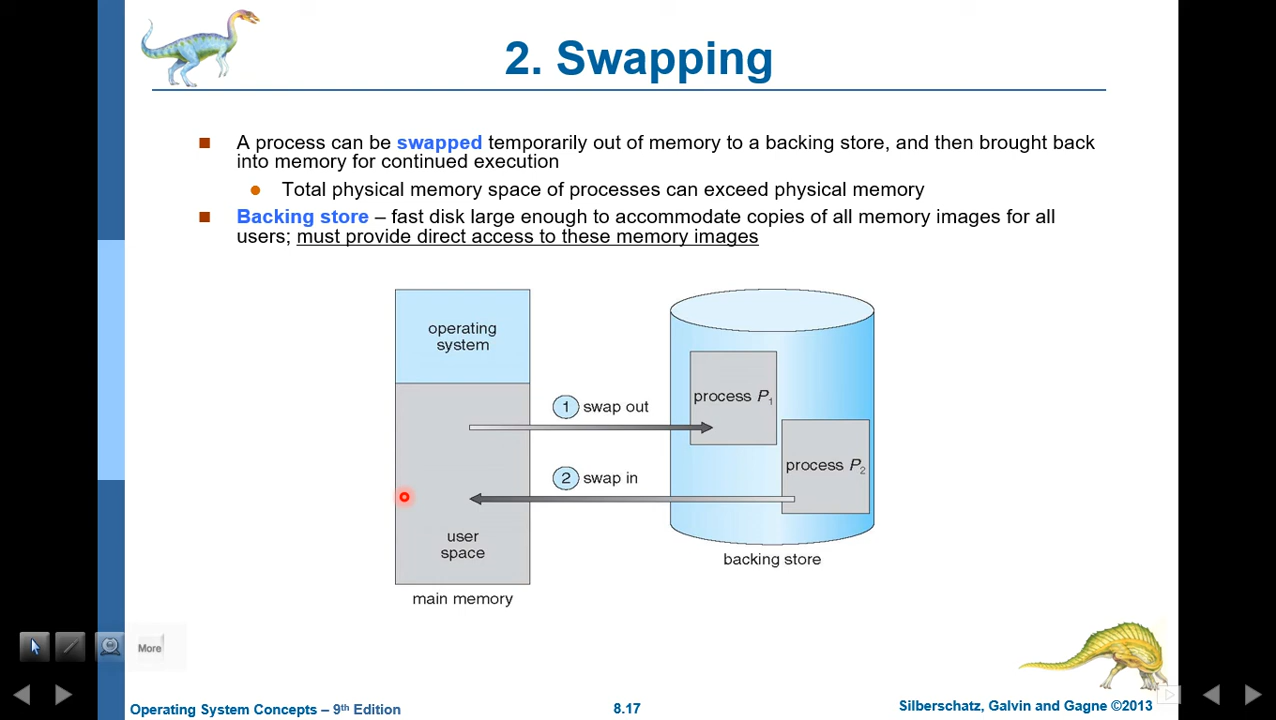 2. Swapping
A process can be swapped temporarily out of memory to a backing store, and then brought back
into memory for continued execution
Total physical memory space of processes can exceed physical memory
Backing store – fast disk large enough to accommodate copies of all memory images for all
users; must provide direct access to these memory images
operating
system
1 swap out
process P1
2 swap in
process P2
user
space
backing store
main memory
More
Operating System Concepts – 9th Edition
8.17
Silberschatz, Galvin and Gagne ©2013